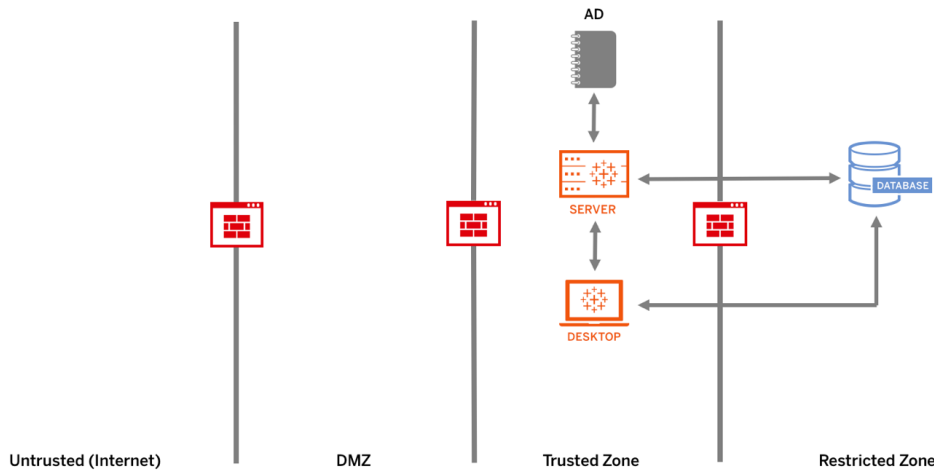 AD
SERVER
DATABASE
DESKTOP
Untrusted (Internet)
DMZ
Trusted Zone
Restricted Zone